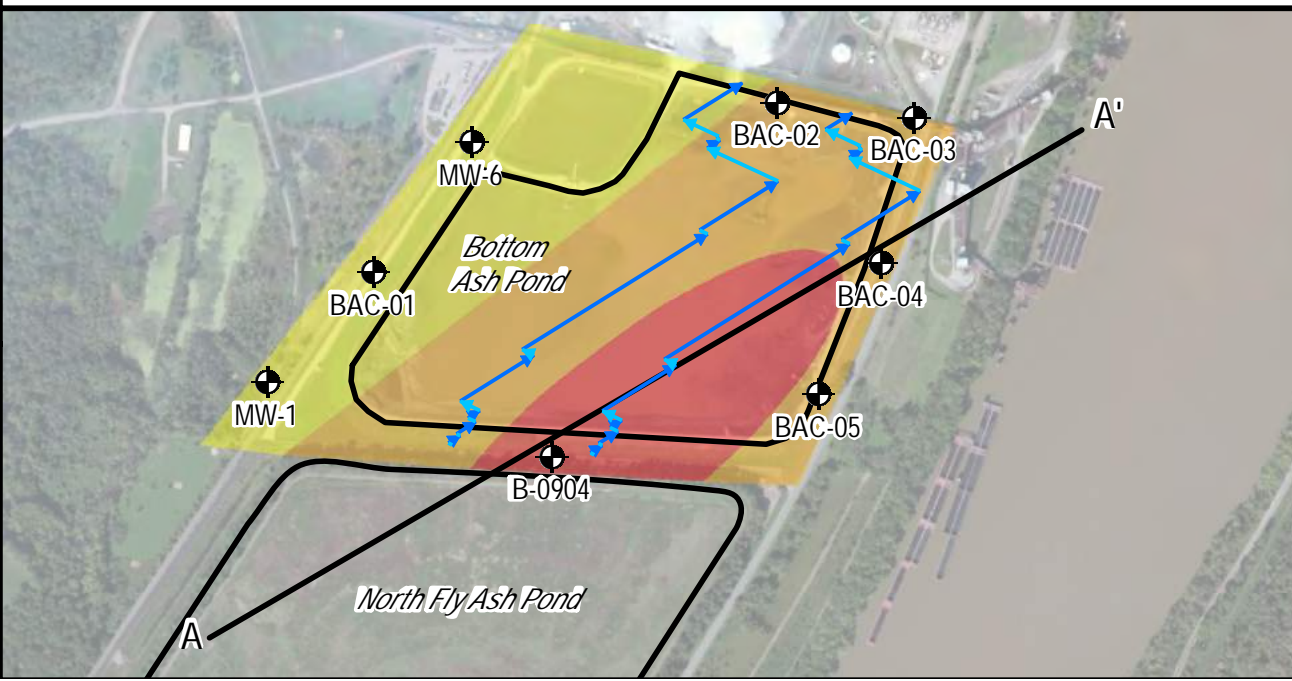 A'
BAC-02
BAC-03
MW-6
Bottom
Ash Pond
BAC-01
BAC-04
MW-1
BAC-05
B-0904
North Fly Ash Pond
A